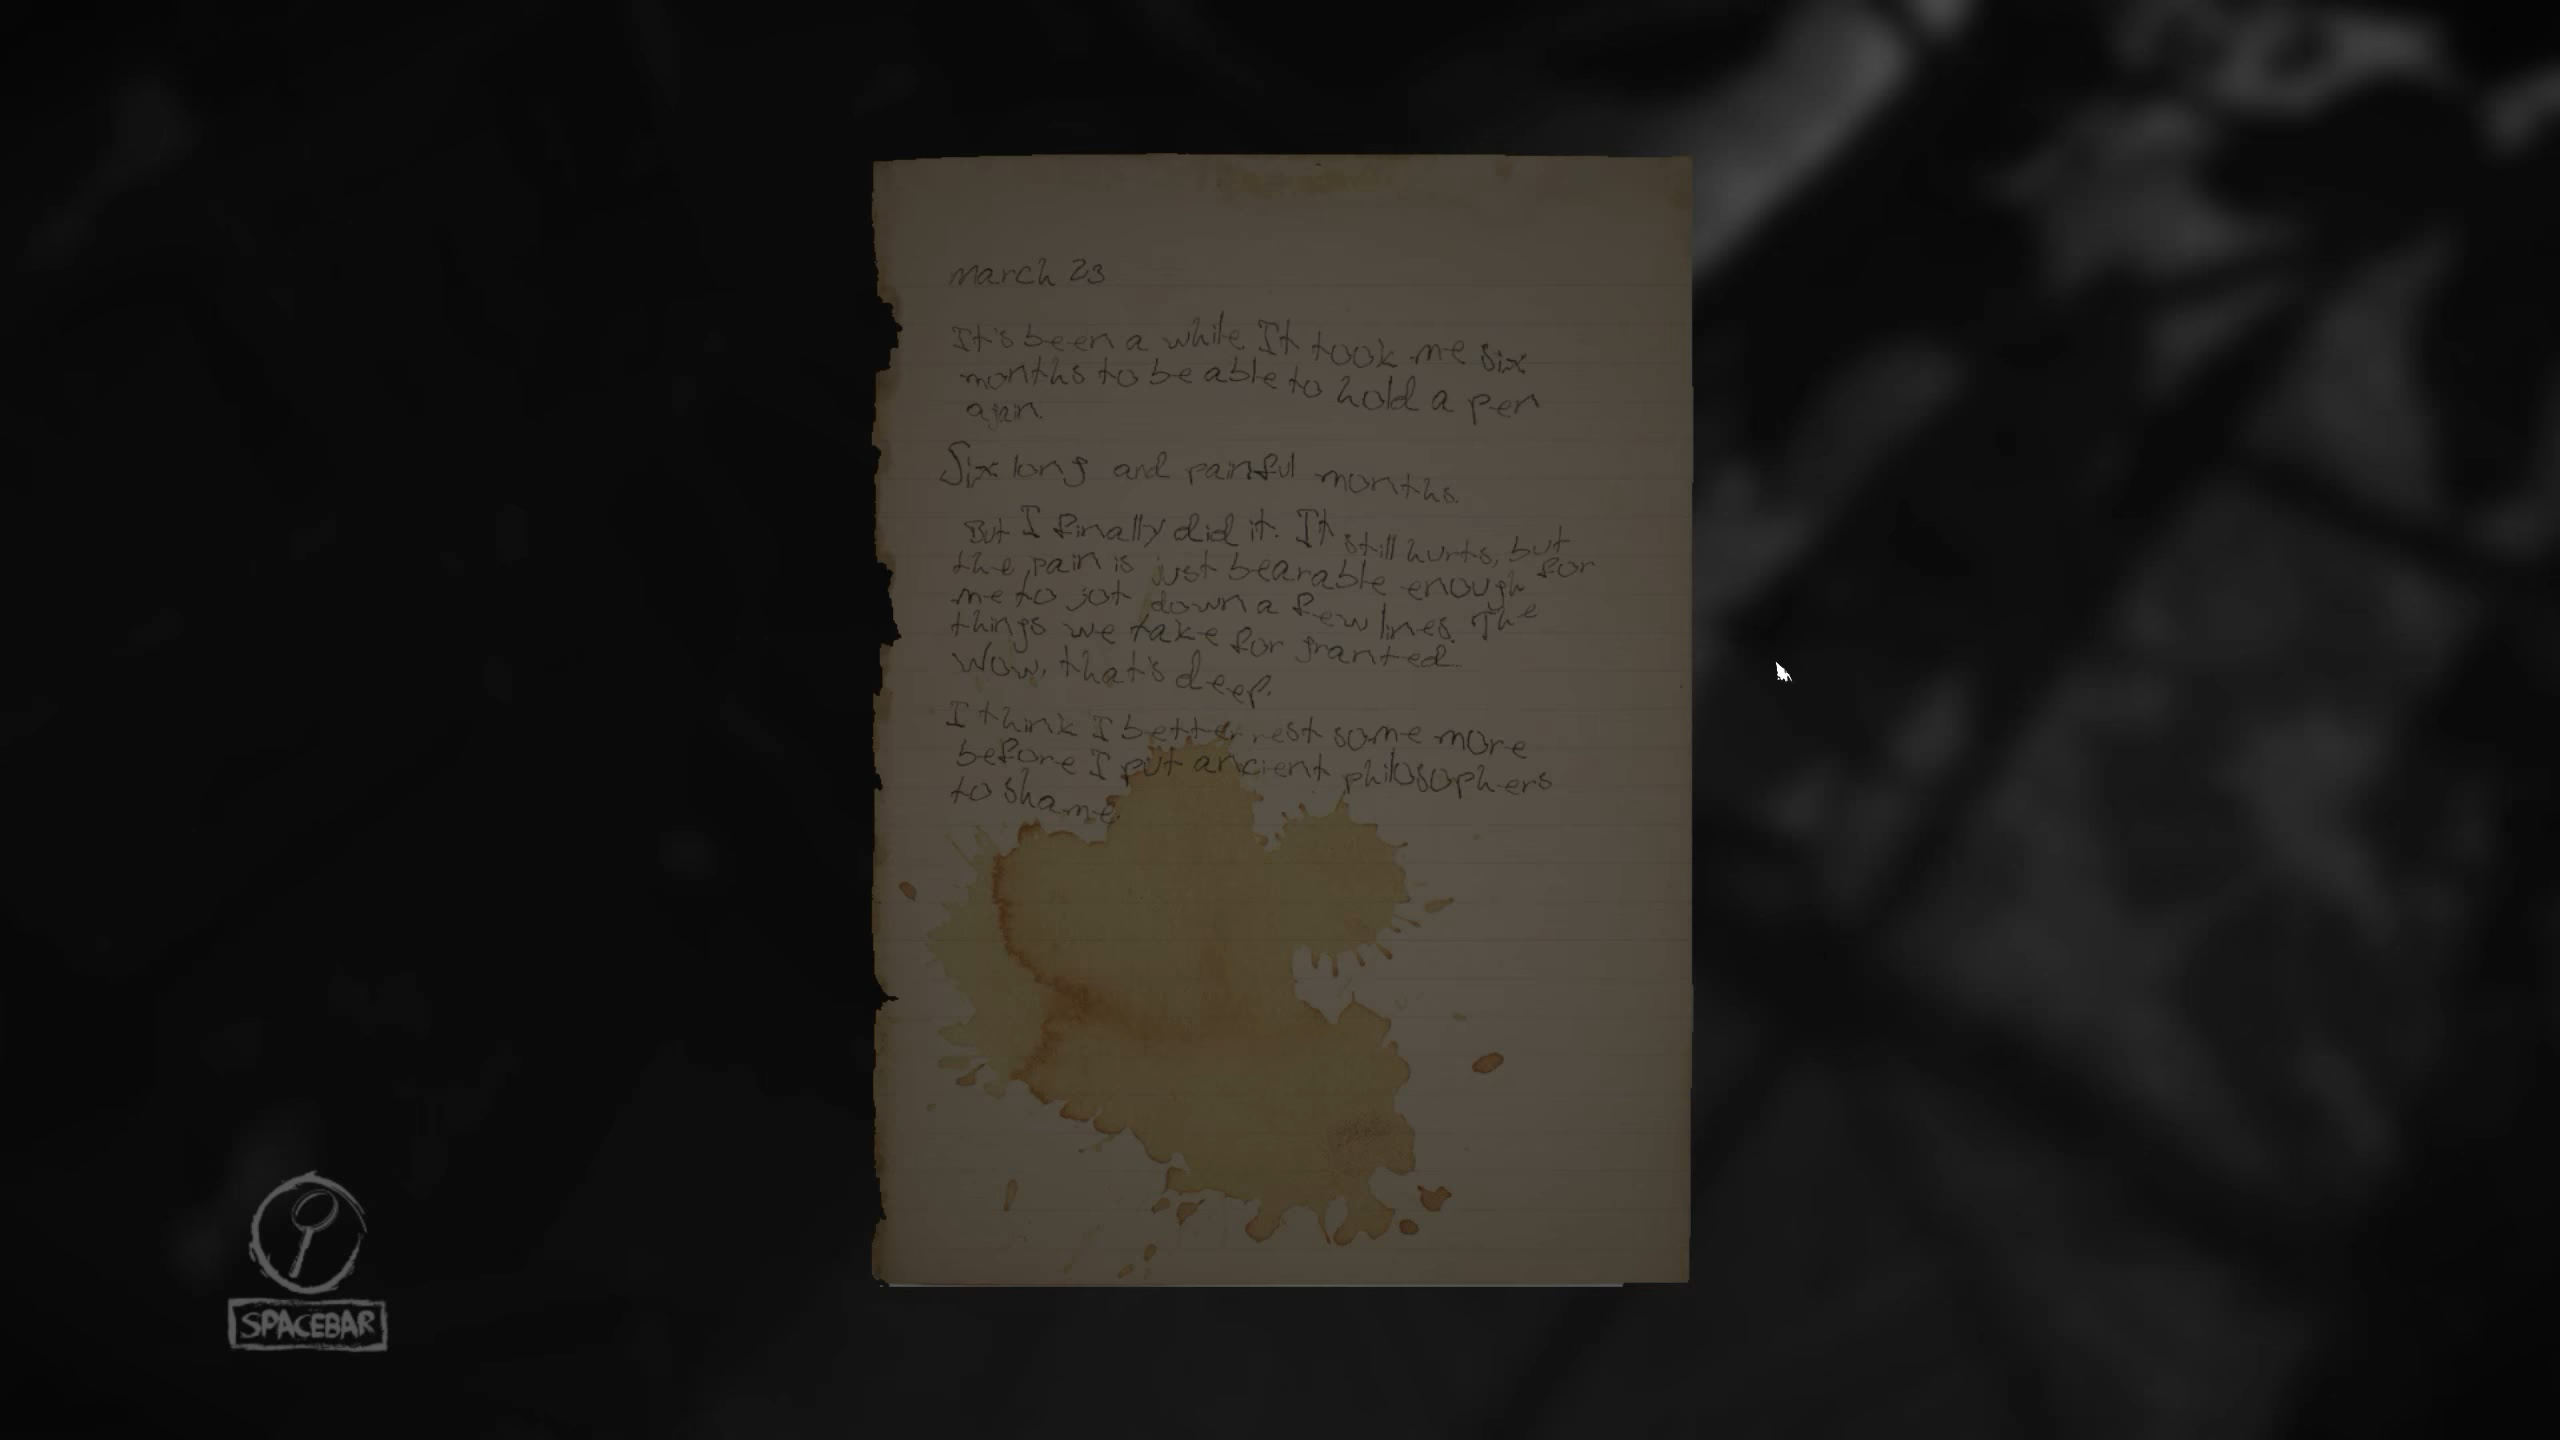 march 23
It's been a while. It took me six
months to be able to hold a pen
again.
Six long and painful months.
But I finally did it. It still hurts, but
the pain is just bearable enough for
me to jot down a few lines. The
things we take for granted...
Wow, that's deep.
I think I better rest some more
before I put ancient philosophers
to shame.
SPACEBAR